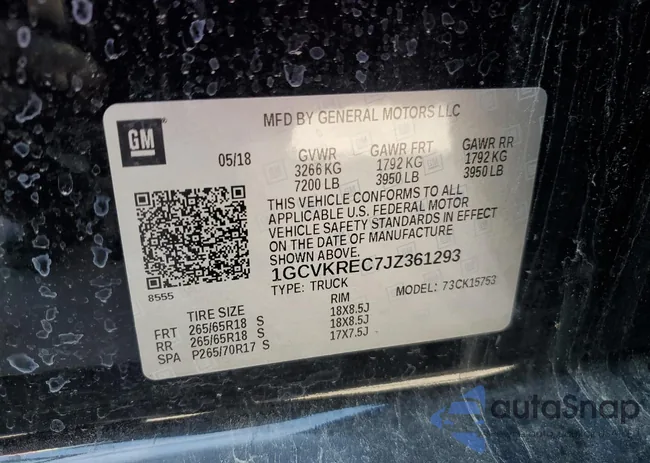 MFD BY GENERAL MOTORS LLC
GM
05/18
GVWR GAWR FRT GAWR RR
3266 KG 1792 KG 1792 KG
7200 LB 3950 LB 3950 LB
THIS VEHICLE CONFORMS TO ALL
APPLICABLE U.S. FEDERAL MOTOR
VEHICLE SAFETY STANDARDS IN EFFECT
ON THE DATE OF MANUFACTURE
SHOWN ABOVE.
1GCVKREC7JZ361293
8555
TYPE: TRUCK MODEL: 73CK15753
TIRE SIZE RIM
FRT 265/65R18 S 18X8.5J
RR 265/65R18 S 18X8.5J
SPA P265/70R17 S 17X7.5J
autoSnap